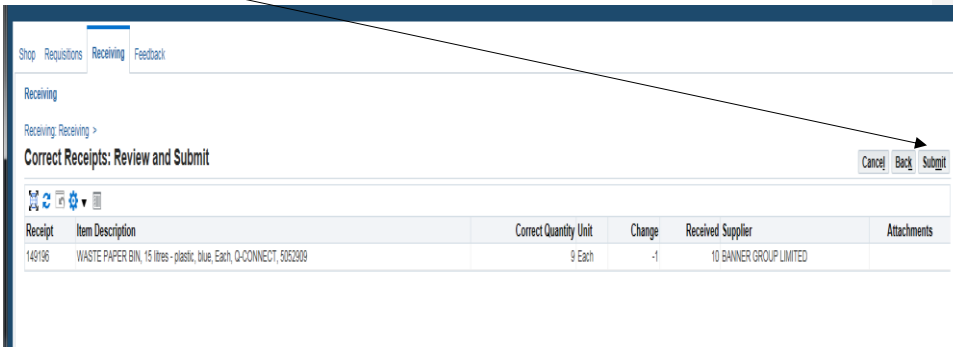 Shop Requisitions Receiving Feedback
Receiving
Receiving: Receiving >
Correct Receipts: Review and Submit
Cancel Back Submit
Receipt Item Description Correct Quantity Unit Change Received Supplier Attachments
149196 WASTE PAPER BIN, 15 litres - plastic, blue, Each, Q-CONNECT, 5052909 9 Each -1 10 BANNER GROUP LIMITED